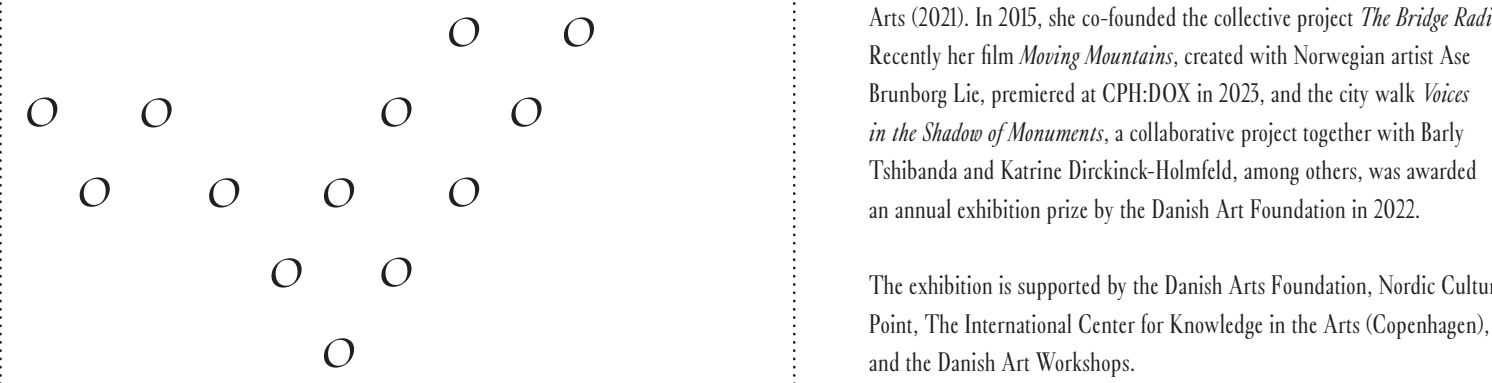 O O
O O O O
O O O O
O O
O
Arts (2021). In 2015, she co-founded the collective project The Bridge Radi
Recently her film Moving Mountains, created with Norwegian artist Ase
Brunborg Lie, premiered at CPH:DOX in 2023, and the city walk Voices
in the Shadow of Monuments, a collaborative project together with Barly
Tshibanda and Katrine Dirckinck-Holmfeld, among others, was awarded
an annual exhibition prize by the Danish Art Foundation in 2022.
The exhibition is supported by the Danish Arts Foundation, Nordic Cultu
Point, The International Center for Knowledge in the Arts (Copenhagen),
and the Danish Art Workshops.